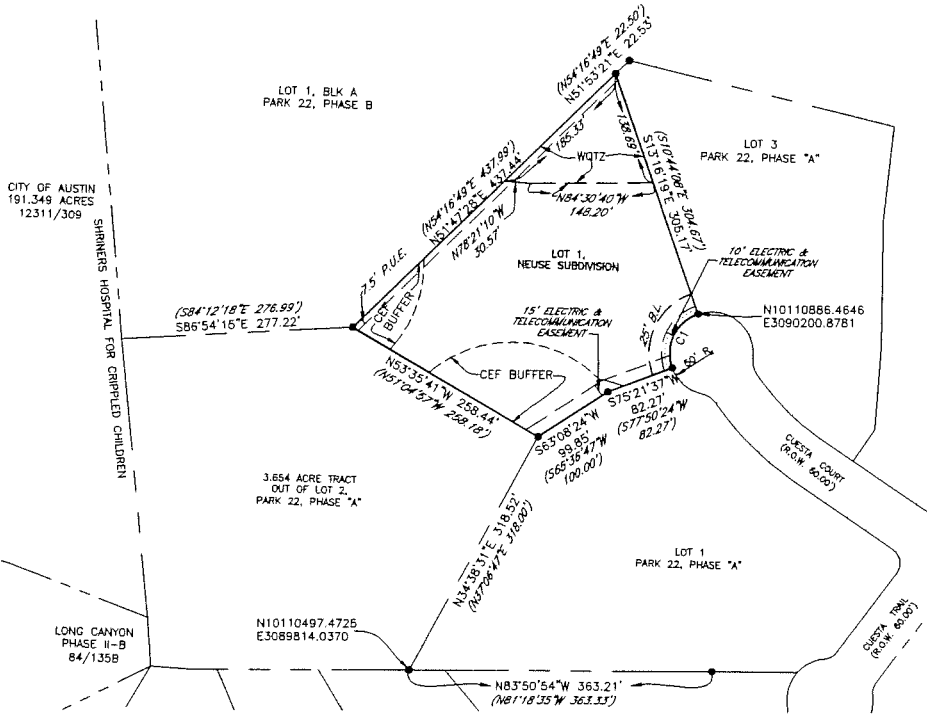 (N54°16'49"E 22.50')
N51°53'21"E 22.53'
LOT 1, BLK A
PARK 22, PHASE B
185.33'
138.69'
WQTZ
(S10°44'08"E 304.67')
S13°16'19"E 305.17'
LOT 3
PARK 22, PHASE "A"
CITY OF AUSTIN
191.349 ACRES
12311/309
SHRINERS HOSPITAL FOR CRIPPLED CHILDREN
(N54°16'49"E 437.99')
N51°47'28"E 437.44'
N84°30'40"W
148.20'
N78°21'10"W
30.57'
7.5' P.U.E.
LOT 1,
NEUSE SUBDIVISION
10' ELECTRIC &
TELECOMMUNICATION
EASEMENT
CEF
BUFFER
15' ELECTRIC &
TELECOMMUNICATION
EASEMENT
25' B.L.
N10110886.4646
E3090200.8781
(S84°12'18"E 276.99')
S86°54'15"E 277.22'
C1
50' R
N53°35'41"W 258.44'
(N51°04'57"W 258.18')
CEF BUFFER
S75°21'37"W
82.27'
(S77°50'24"W
82.27')
S63°08'24"W
99.85'
(S65°36'47"W
100.00')
CUESTA COURT
(R.O.W. 60.00')
3.654 ACRE TRACT
OUT OF LOT 2,
PARK 22, PHASE "A"
N34°38'31"E 318.52'
(N37°06'47"E 318.00')
LOT 1
PARK 22, PHASE "A"
CUESTA TRAIL
(R.O.W. 60.00')
LONG CANYON
PHASE II-B
84/135B
N10110497.4725
E3089814.0370
N83°50'54"W 363.21'
(N81°18'35"W 363.33')